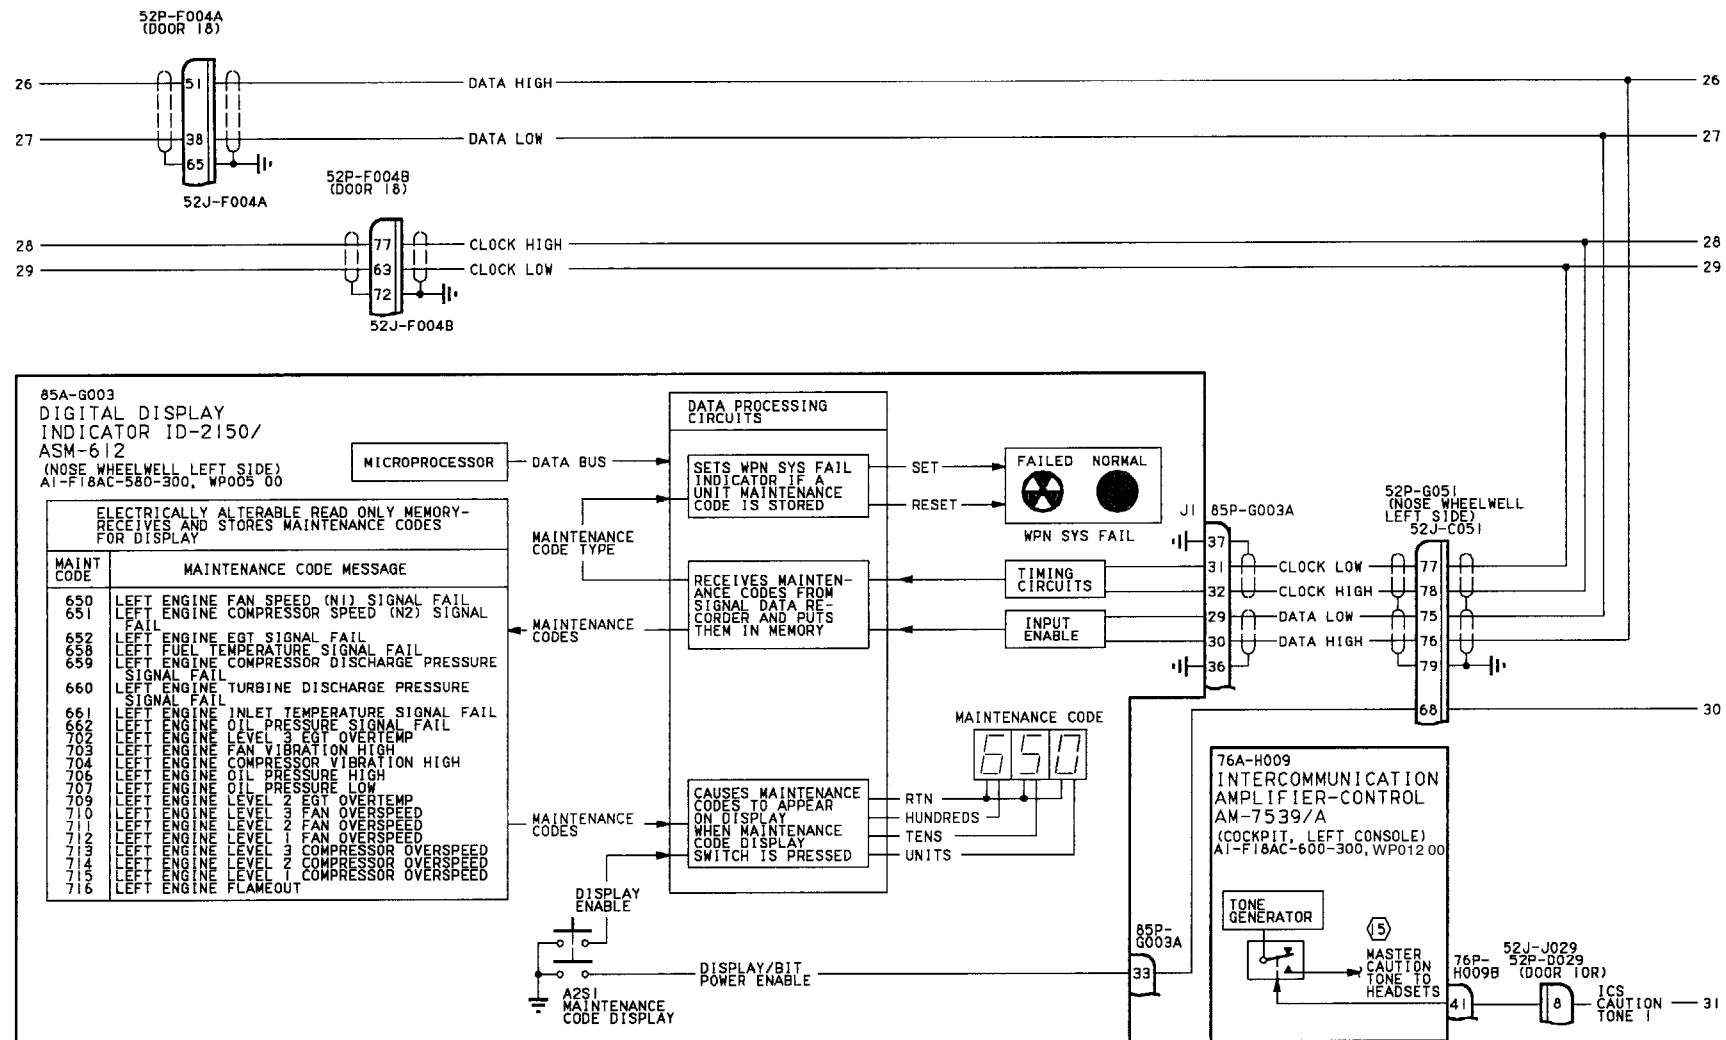 52P-F004A
(DOOR 18)
26
51
DATA HIGH
26
27
38
DATA LOW
27
65
52J-F004A
52P-F004B
(DOOR 18)
28
77
CLOCK HIGH
28
29
63
CLOCK LOW
29
72
52J-F004B
85A-G003
DIGITAL DISPLAY
INDICATOR ID-2150/
ASM-612
(NOSE WHEELWELL LEFT SIDE)
A1-F18AC-580-300, WP005 00
MICROPROCESSOR
DATA BUS
ELECTRICALLY ALTERABLE READ ONLY MEMORY-
RECEIVES AND STORES MAINTENANCE CODES
FOR DISPLAY
MAINT
CODE
MAINTENANCE CODE MESSAGE
650 LEFT ENGINE FAN SPEED (N1) SIGNAL FAIL
651 LEFT ENGINE COMPRESSOR SPEED (N2) SIGNAL
FAIL
652 LEFT ENGINE EGT SIGNAL FAIL
658 LEFT FUEL TEMPERATURE SIGNAL FAIL
659 LEFT ENGINE COMPRESSOR DISCHARGE PRESSURE
SIGNAL FAIL
660 LEFT ENGINE TURBINE DISCHARGE PRESSURE
SIGNAL FAIL
661 LEFT ENGINE INLET TEMPERATURE SIGNAL FAIL
662 LEFT ENGINE OIL PRESSURE SIGNAL FAIL
702 LEFT ENGINE LEVEL 3 EGT OVERTEMP
703 LEFT ENGINE FAN VIBRATION HIGH
704 LEFT ENGINE COMPRESSOR VIBRATION HIGH
706 LEFT ENGINE OIL PRESSURE HIGH
707 LEFT ENGINE OIL PRESSURE LOW
709 LEFT ENGINE LEVEL 2 EGT OVERTEMP
710 LEFT ENGINE LEVEL 3 FAN OVERSPEED
711 LEFT ENGINE LEVEL 2 FAN OVERSPEED
712 LEFT ENGINE LEVEL 1 FAN OVERSPEED
713 LEFT ENGINE LEVEL 3 COMPRESSOR OVERSPEED
714 LEFT ENGINE LEVEL 2 COMPRESSOR OVERSPEED
715 LEFT ENGINE LEVEL 1 COMPRESSOR OVERSPEED
716 LEFT ENGINE FLAMEOUT
MAINTENANCE
CODE TYPE
MAINTENANCE
CODES
MAINTENANCE
CODES
DISPLAY
ENABLE
A2S1
MAINTENANCE
CODE DISPLAY
DISPLAY/BIT
POWER ENABLE
DATA PROCESSING
CIRCUITS
SETS WPN SYS FAIL
INDICATOR IF A
UNIT MAINTENANCE
CODE IS STORED
SET
RESET
RECEIVES MAINTEN-
ANCE CODES FROM
SIGNAL DATA RE-
CORDER AND PUTS
THEM IN MEMORY
CAUSES MAINTENANCE
CODES TO APPEAR
ON DISPLAY
WHEN MAINTENANCE
CODE DISPLAY
SWITCH IS PRESSED
RTN
HUNDREDS
TENS
UNITS
FAILED NORMAL
WPN SYS FAIL
TIMING
CIRCUITS
INPUT
ENABLE
MAINTENANCE CODE
650
J1 85P-G003A
37
31
32
29
30
36
CLOCK LOW
CLOCK HIGH
DATA LOW
DATA HIGH
52P-G051
(NOSE WHEELWELL
LEFT SIDE)
52J-C051
77
78
75
76
79
68
30
85P-
G003A
33
76A-H009
INTERCOMMUNICATION
AMPLIFIER-CONTROL
AM-7539/A
(COCKPIT, LEFT CONSOLE)
A1-F18AC-600-300, WP012 00
TONE
GENERATOR
15
MASTER
CAUTION
TONE TO
HEADSETS
76P-
H009B
41
52J-J029
52P-D029
(DOOR 10R)
8
ICS
CAUTION
TONE 1
31